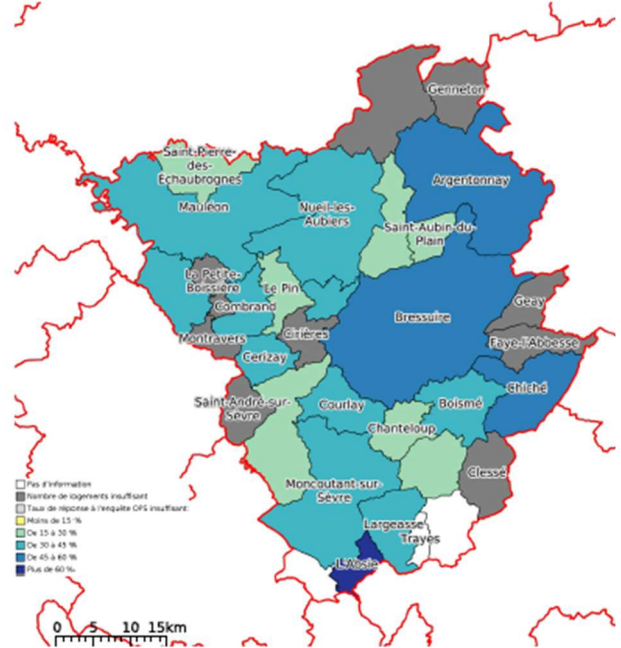 Genneton
Saint-Pierre-
des-
Échaubrognes
Argentonnay
Mauléon
Nueil-les-
Aubiers
Saint-Aubin-du-
Plain
La Petite-
Boissière
Le Pin
Geay
Combrand
Bressuire
Cirières
Montravers
Faye-l'Abbesse
Cerizay
Chiché
Saint-André-sur-
Sèvre
Courlay
Boismé
Chanteloup
Clessé
Moncoutant-sur-
Sèvre
Largeasse
Trayes
L'Absie
Pas d'information
Nombre de logements insuffisant
Taux de réponse à l'enquête OPS insuffisant
Moins de 15 %
De 15 à 30 %
De 30 à 45 %
De 45 à 60 %
Plus de 60 %
0 5 10 15km